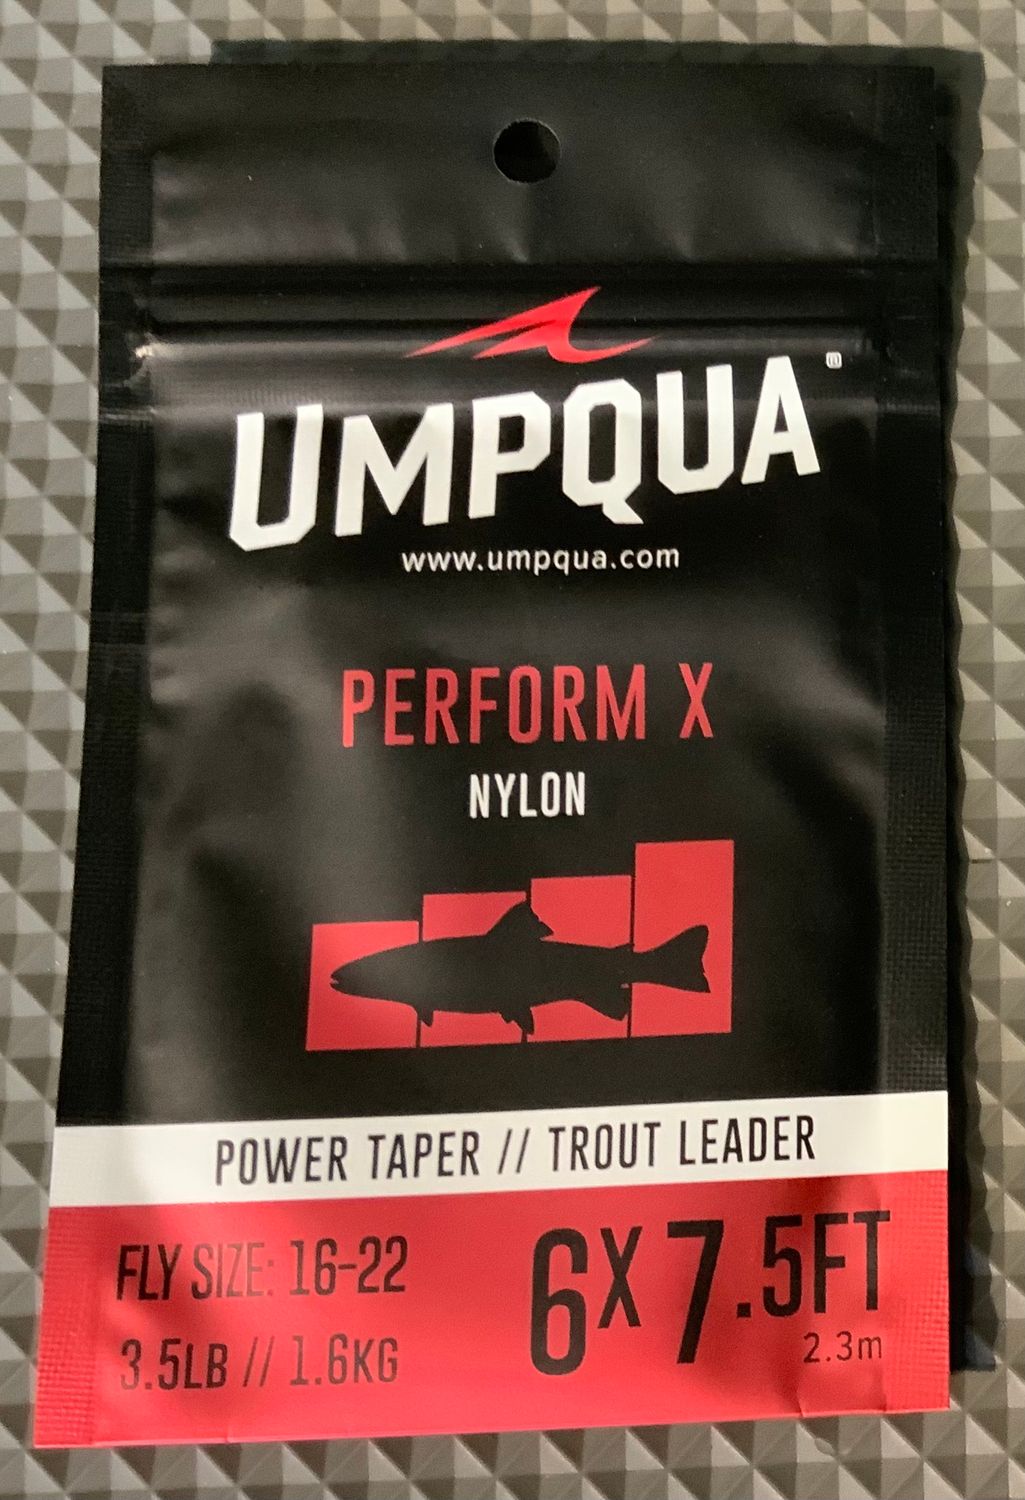 UMPQUA®
www.umpqua.com
PERFORM X
NYLON
POWER TAPER // TROUT LEADER
FLY SIZE: 16-22
3.5LB // 1.6KG
6X 7.5FT
2.3m